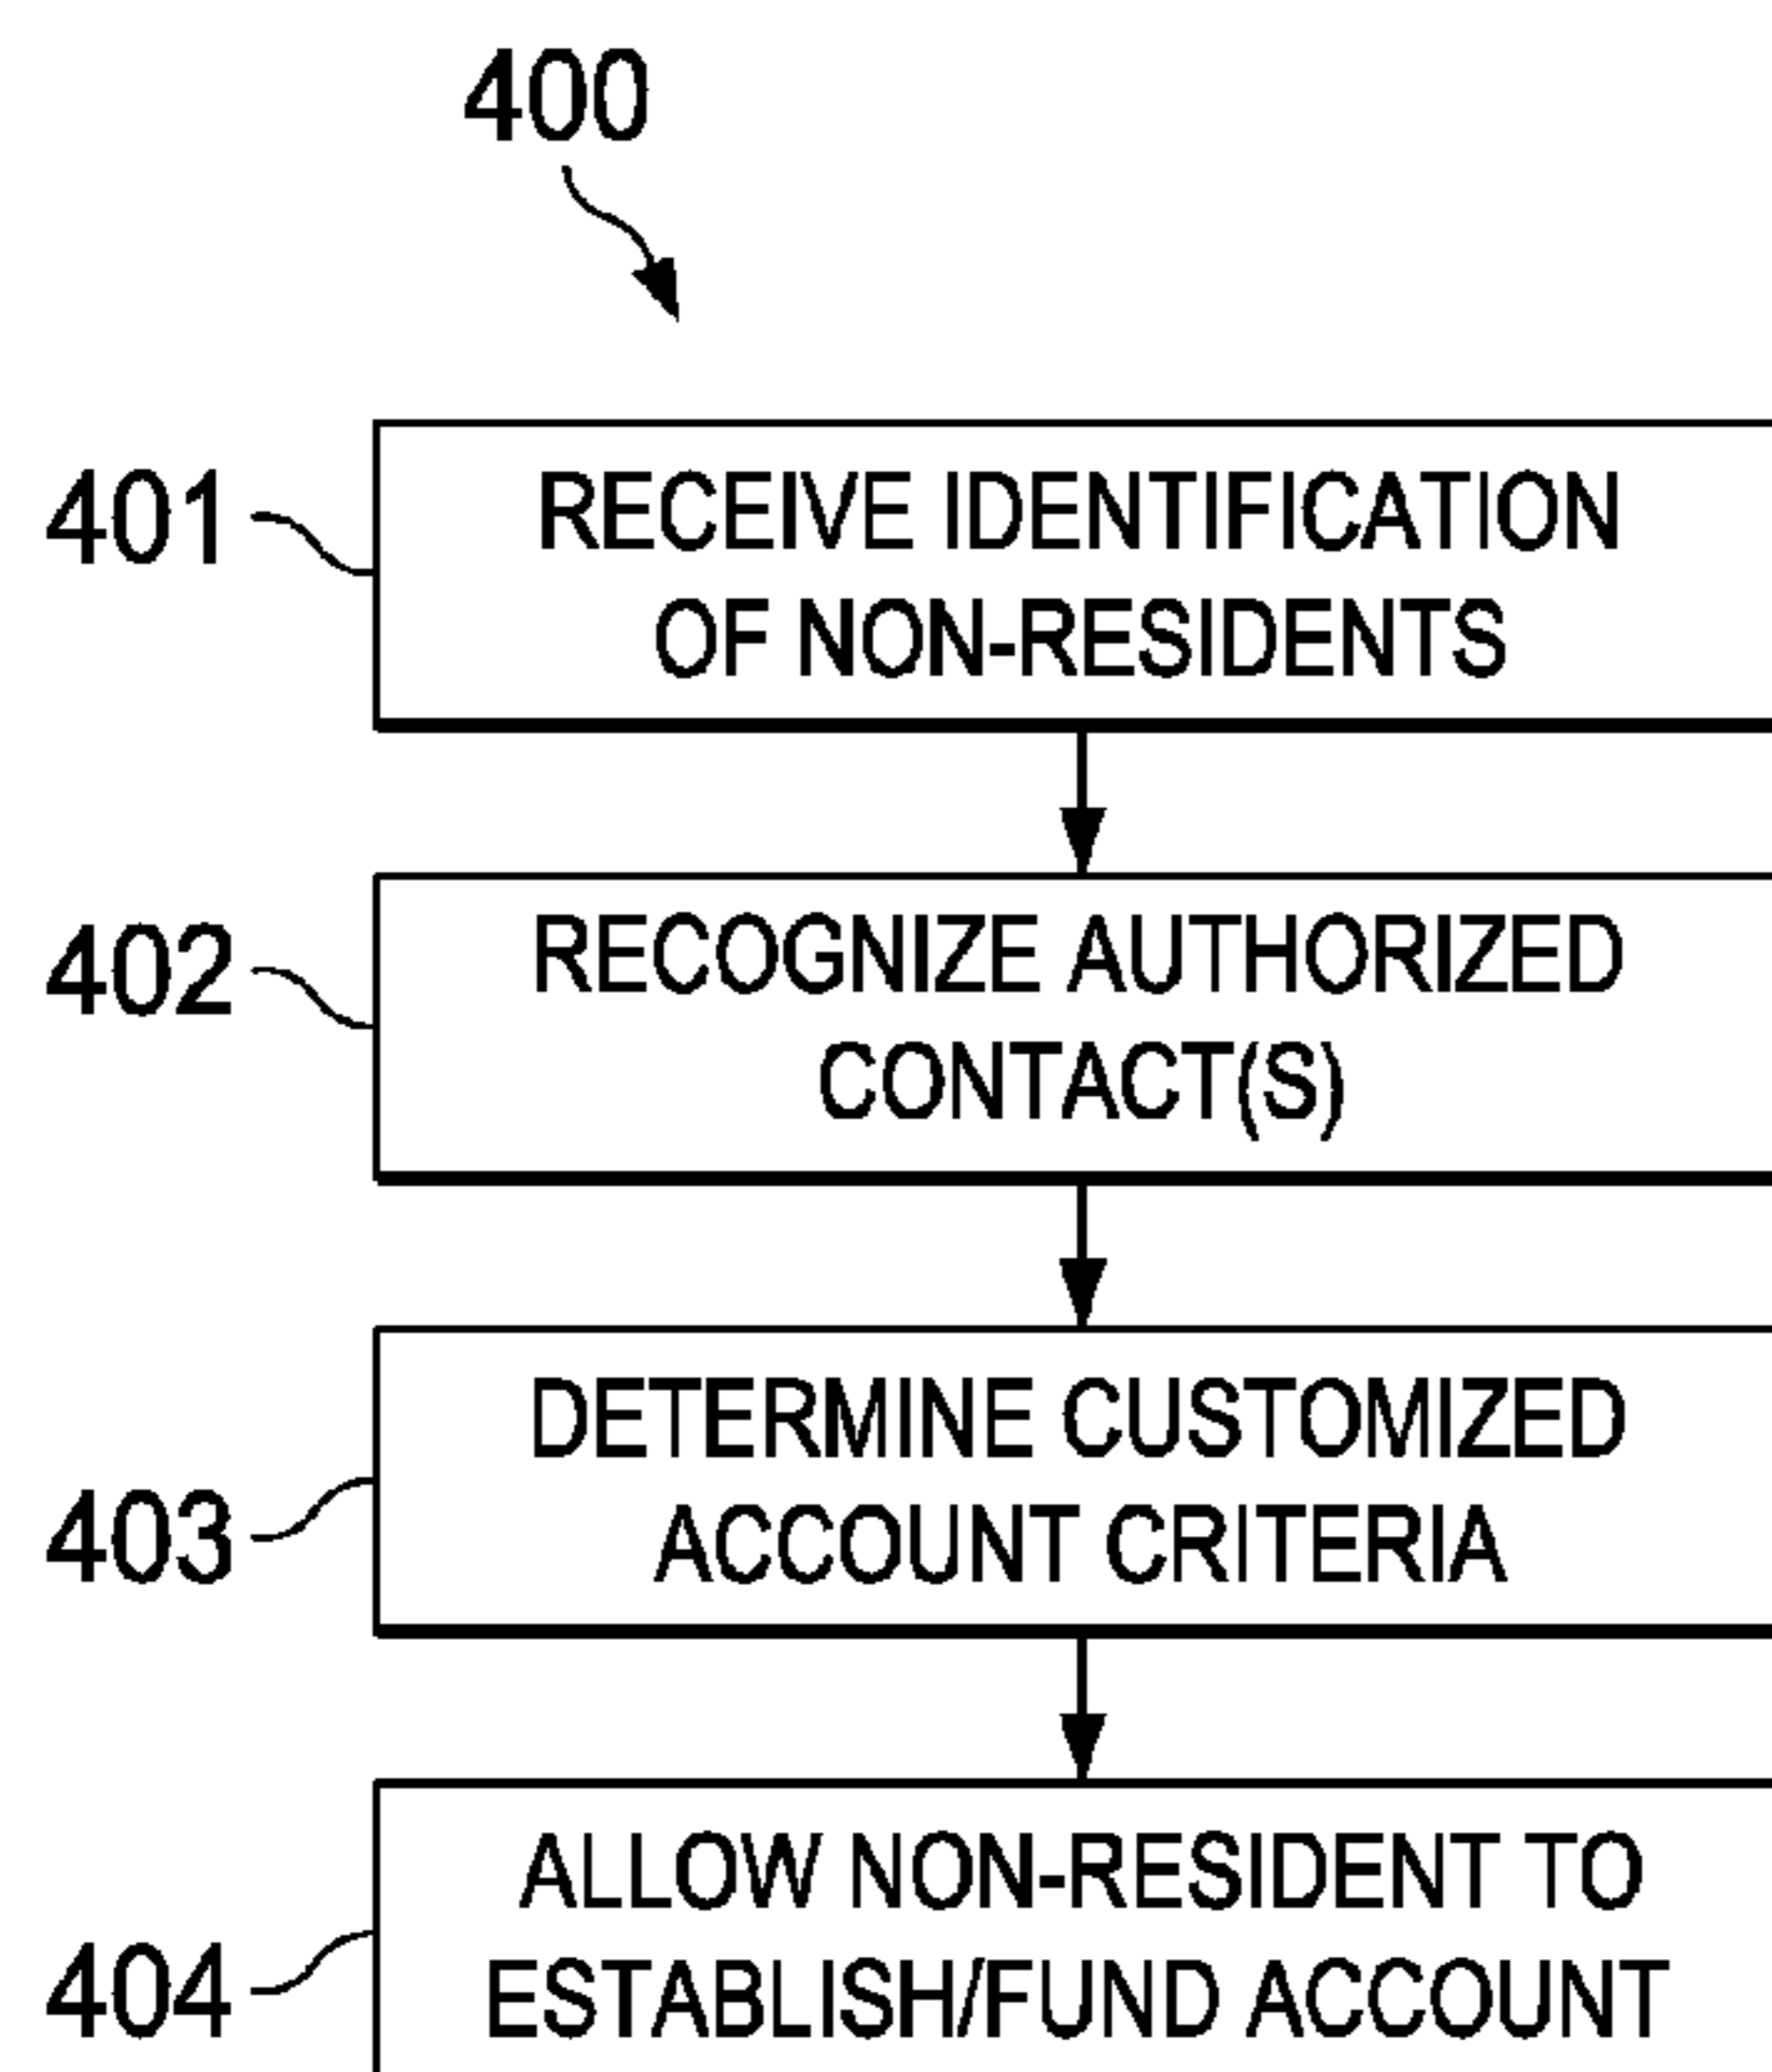 400
401
RECEIVE IDENTIFICATION
OF NON-RESIDENTS
402
RECOGNIZE AUTHORIZED
CONTACT(S)
403
DETERMINE CUSTOMIZED
ACCOUNT CRITERIA
404
ALLOW NON-RESIDENT TO
ESTABLISH/FUND ACCOUNT